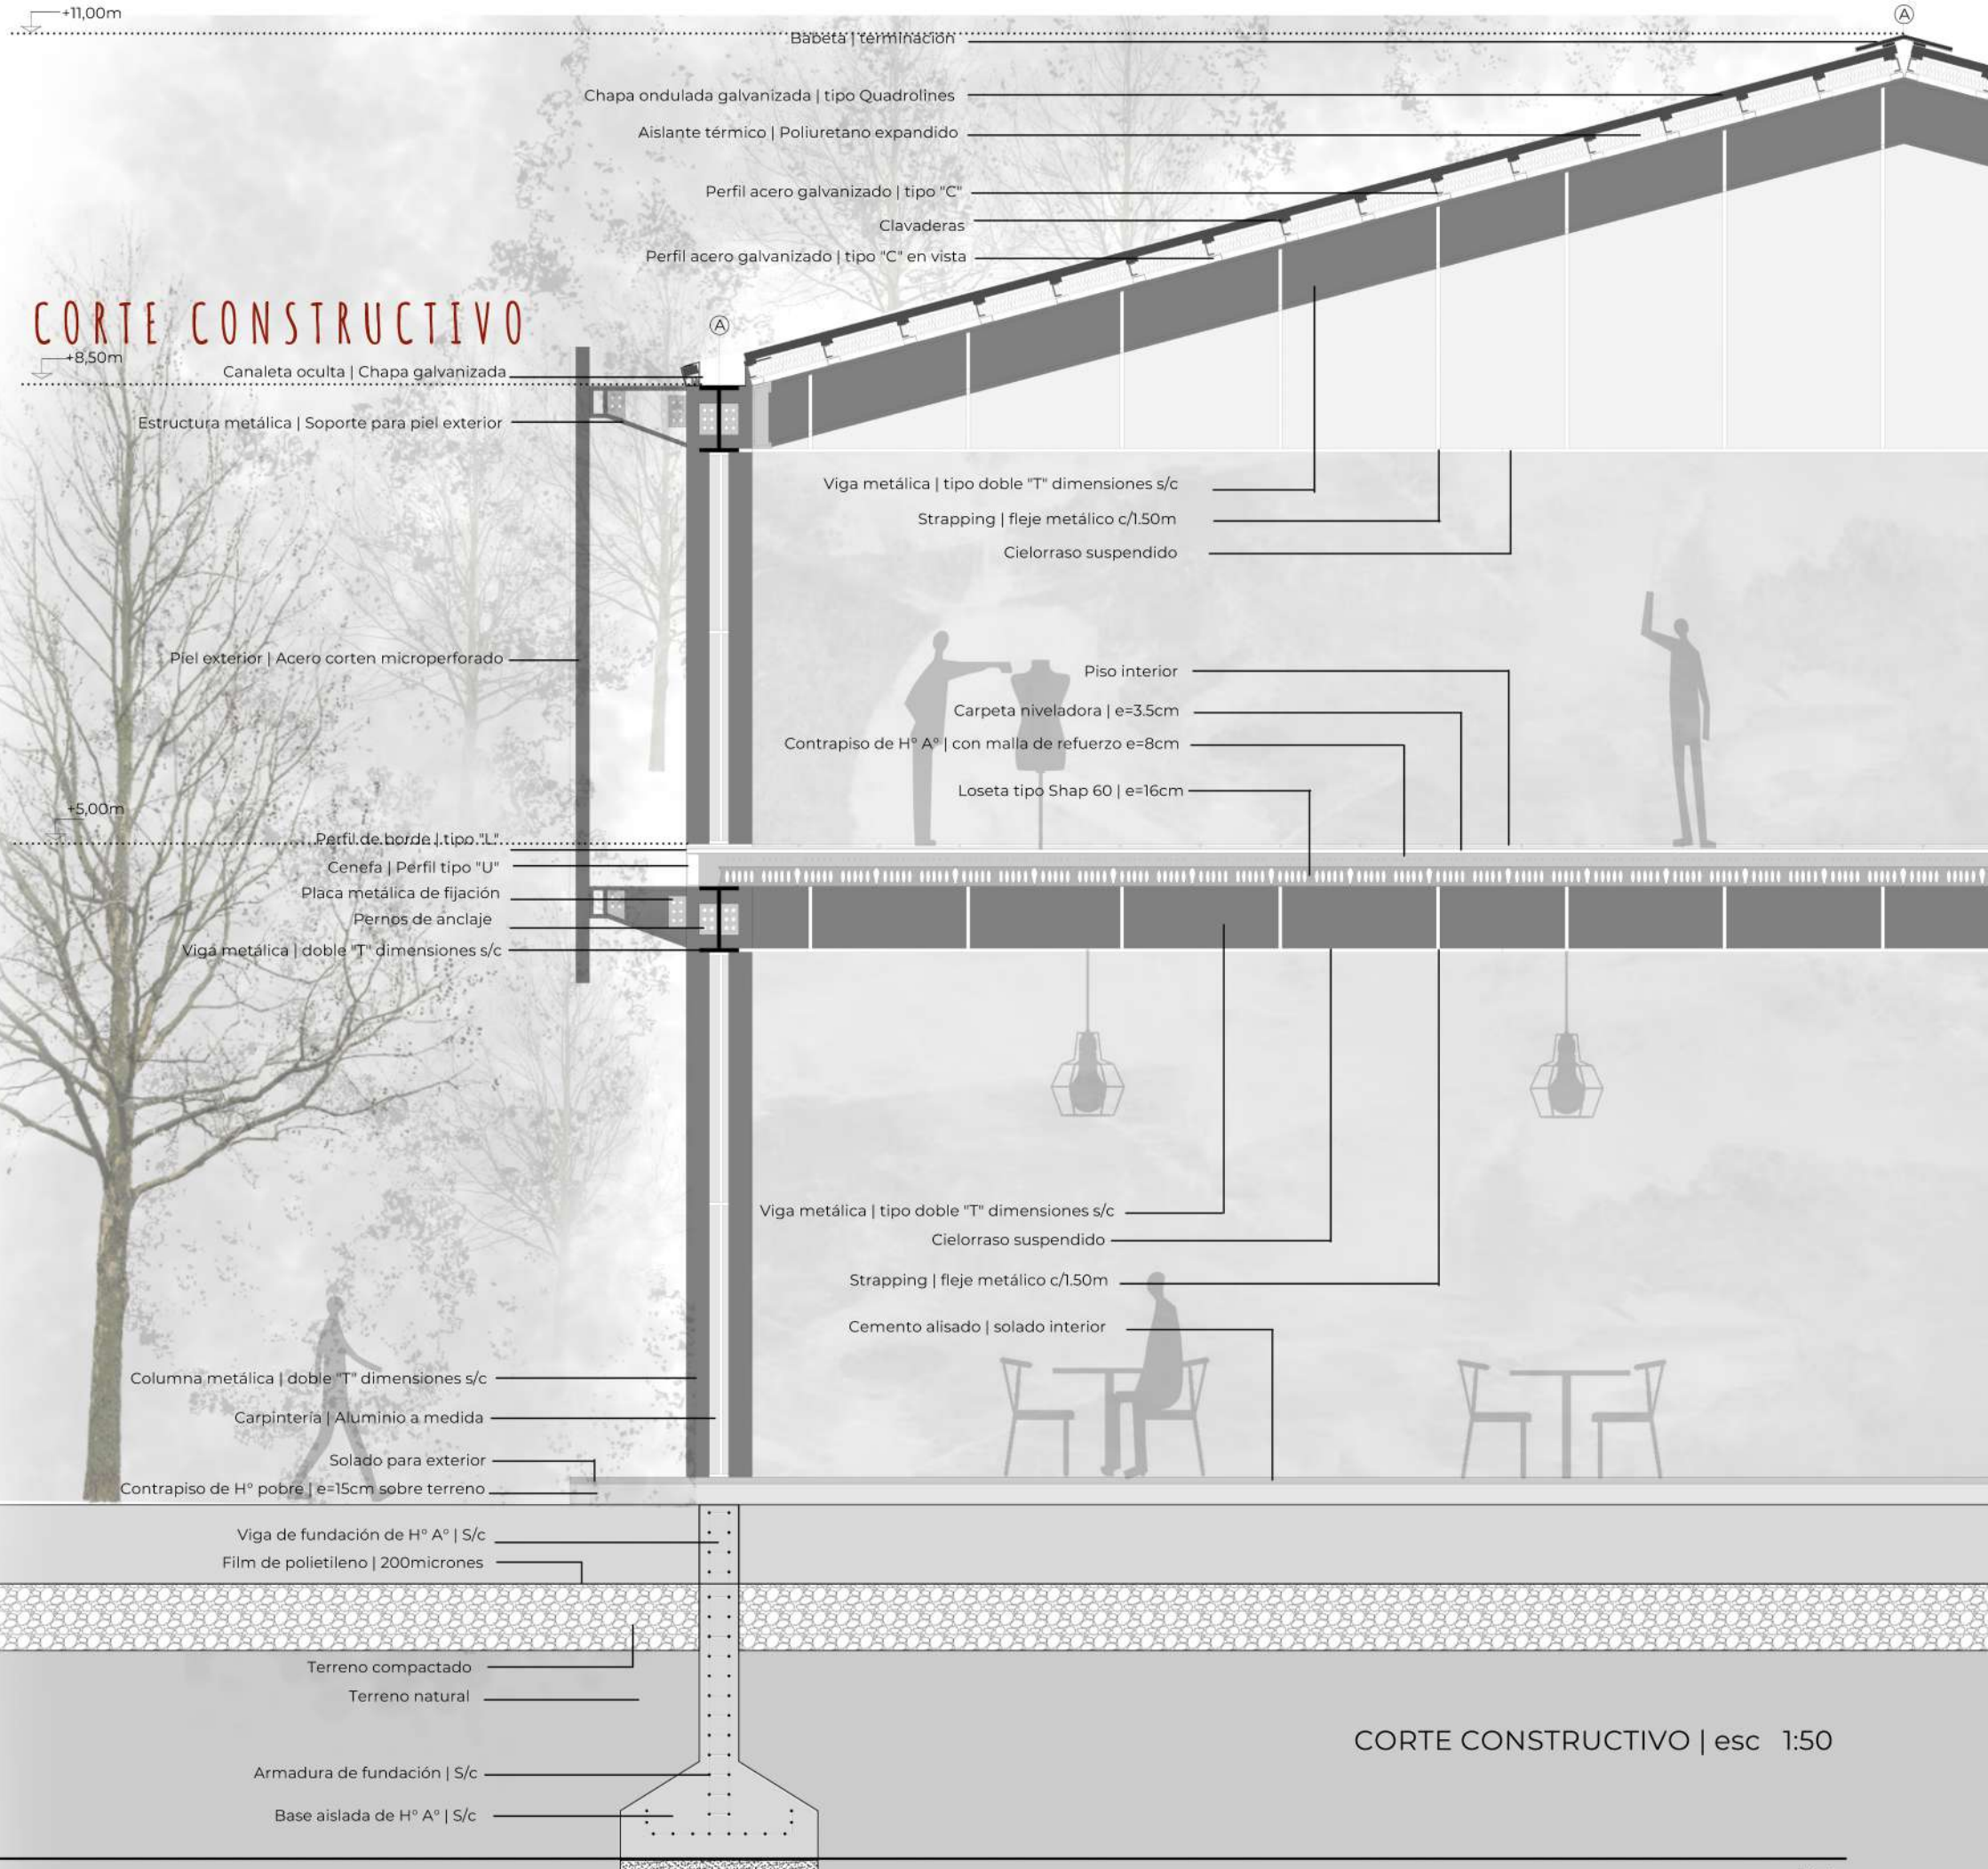 +11,00m
A
Babeta | terminación
Chapa ondulada galvanizada | tipo Quadrolines
Aislante térmico | Poliuretano expandido
Perfil acero galvanizado | tipo "C"
Clavaderas
Perfil acero galvanizado | tipo "C" en vista
CORTE CONSTRUCTIVO
A
+8,50m
Canaleta oculta | Chapa galvanizada
Estructura metálica | Soporte para piel exterior
Viga metálica | tipo doble "T" dimensiones s/c
Strapping | fleje metálico c/1.50m
Cielorraso suspendido
Piel exterior | Acero corten microperforado
Piso interior
Carpeta niveladora | e=3.5cm
Contrapiso de H° A° | con malla de refuerzo e=8cm
Loseta tipo Shap 60 | e=16cm
+5,00m
Perfil de borde | tipo "L"
Cenefa | Perfil tipo "U"
Placa metálica de fijación
Pernos de anclaje
Viga metálica | doble "T" dimensiones s/c
Viga metálica | tipo doble "T" dimensiones s/c
Cielorraso suspendido
Strapping | fleje metálico c/1.50m
Cemento alisado | solado interior
Columna metálica | doble "T" dimensiones s/c
Carpintería | Aluminio a medida
Solado para exterior
Contrapiso de H° pobre | e=15cm sobre terreno
Viga de fundación de H° A° | S/c
Film de polietileno | 200micrones
Terreno compactado
Terreno natural
CORTE CONSTRUCTIVO | esc 1:50
Armadura de fundación | S/c
Base aislada de H° A° | S/c